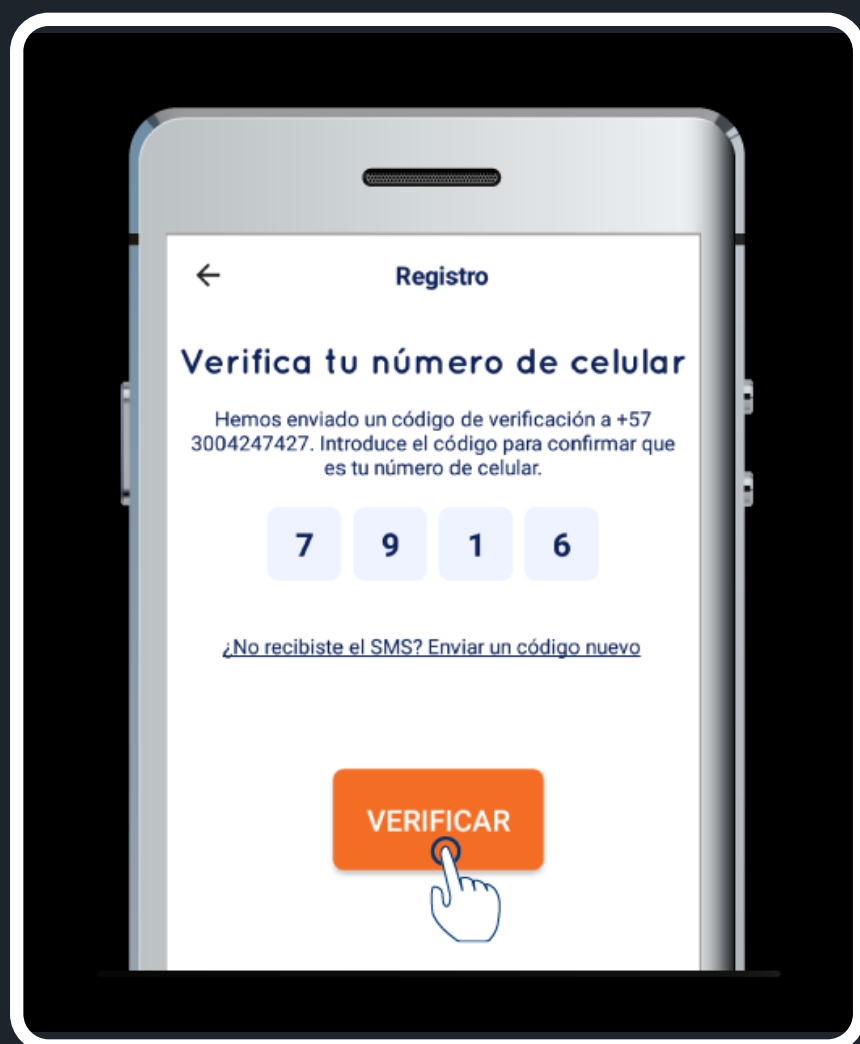 Registro
Verifica tu número de celular
Hemos enviado un código de verificación a +57
3004247427. Introduce el código para confirmar que
es tu número de celular.
7 9 1 6
¿No recibiste el SMS? Enviar un código nuevo
VERIFICAR